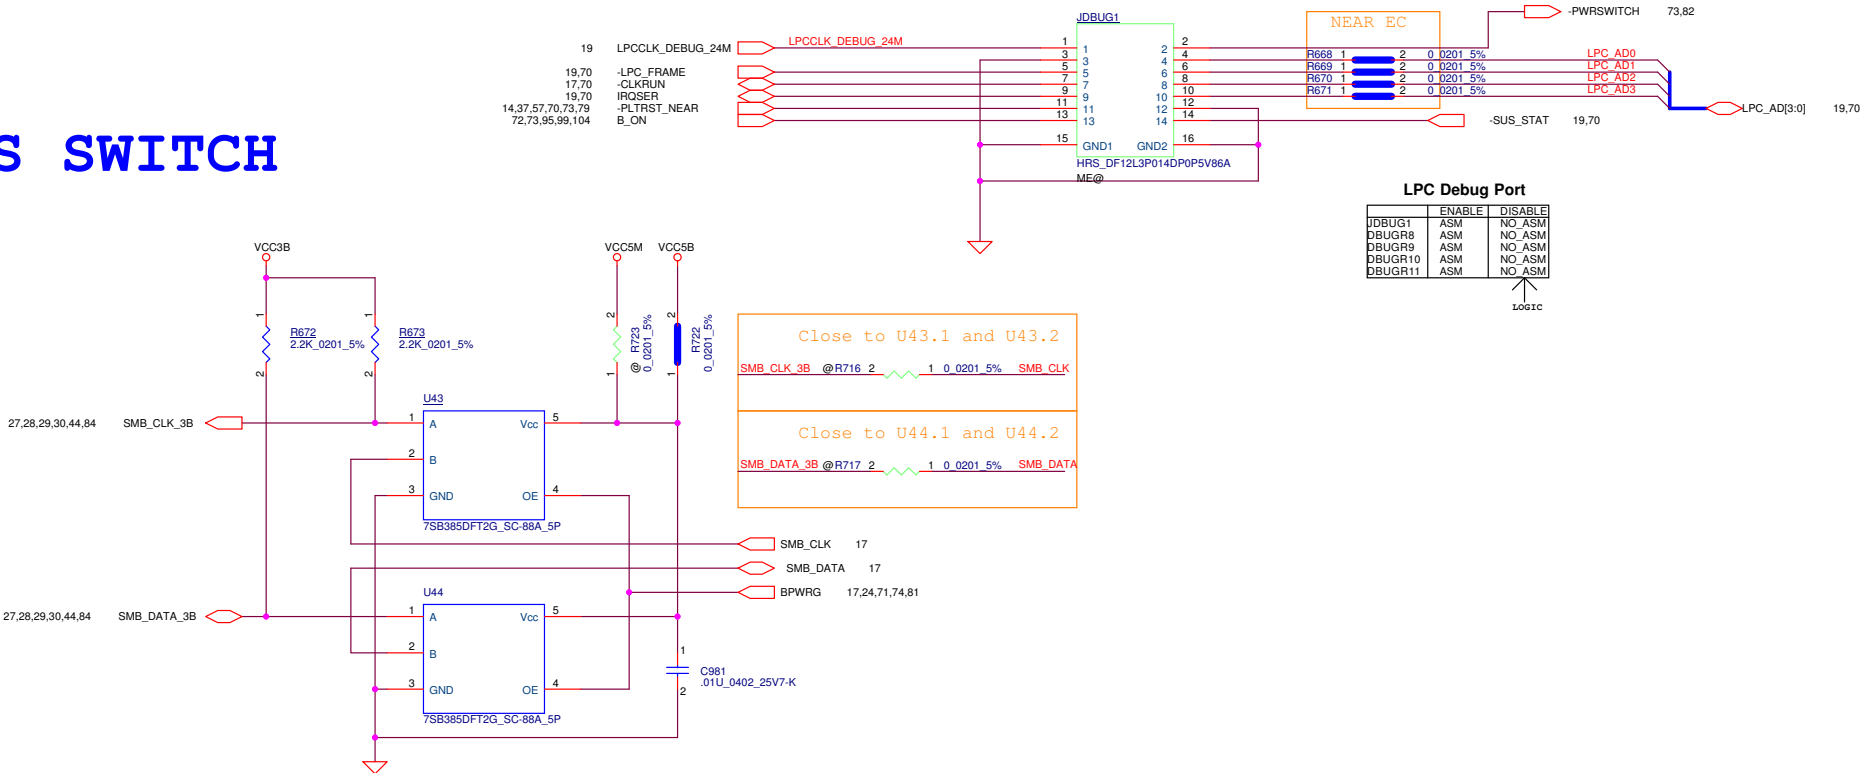 JDBUG1
NEAR EC
-PWRSWITCH 73,82
19 LPCCLK_DEBUG_24M LPCCLK_DEBUG_24M 1 1 2 2
3 3 4 4 R668 1 2 0_0201_5% LPC_AD0
19,70 -LPC_FRAME 5 5 6 6 R669 1 2 0_0201_5% LPC_AD1
17,70 -CLKRUN 7 7 8 8 R670 1 2 0_0201_5% LPC_AD2
19,70 IRQSER 9 9 10 10 R671 1 2 0_0201_5% LPC_AD3
14,37,57,70,73,79 -PLTRST_NEAR 11 11 12 12 LPC_AD[3:0] 19,70
72,73,95,99,104 B_ON 13 13 14 14 -SUS_STAT 19,70
15 GND1 GND2 16
HRS_DF12L3P014DP0P5V86A
ME@
S SWITCH
LPC Debug Port
ENABLE DISABLE
JDBUG1 ASM NO_ASM
DBUGR8 ASM NO_ASM
DBUGR9 ASM NO_ASM
DBUGR10 ASM NO_ASM
DBUGR11 ASM NO_ASM
LOGIC
VCC3B VCC5M VCC5B
1 R672 2.2K_0201_5% 2
1 R673 2.2K_0201_5% 2
2 @ R723 0_0201_5% 1
2 R722 0_0201_5% 1
Close to U43.1 and U43.2
SMB_CLK_3B @R716 2 1 0_0201_5% SMB_CLK
Close to U44.1 and U44.2
SMB_DATA_3B @R717 2 1 0_0201_5% SMB_DATA
U43
27,28,29,30,44,84 SMB_CLK_3B 1 A Vcc 5
2 B
3 GND OE 4
7SB385DFT2G_SC-88A_5P
SMB_CLK 17
SMB_DATA 17
BPWRG 17,24,71,74,81
U44
27,28,29,30,44,84 SMB_DATA_3B 1 A Vcc 5
2 B
3 GND OE 4
7SB385DFT2G_SC-88A_5P
1
C981
.01U_0402_25V7-K
2